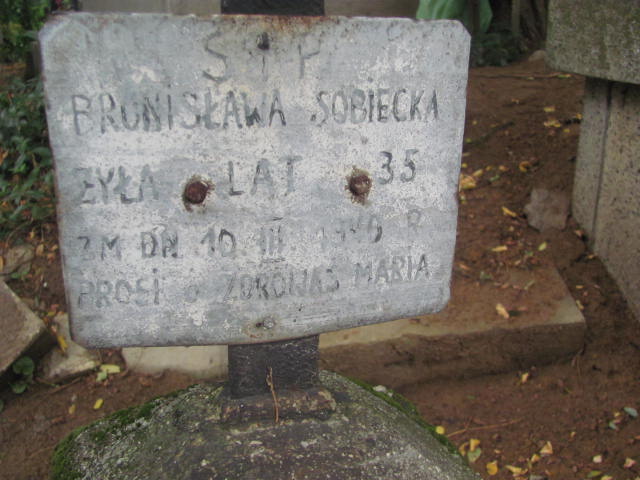 Ś † P
BRONISŁAWA SOBIECKA
ŻYŁA LAT 35
ZM DN. 10. III R
PROSI O ZDROWAŚ MARIA